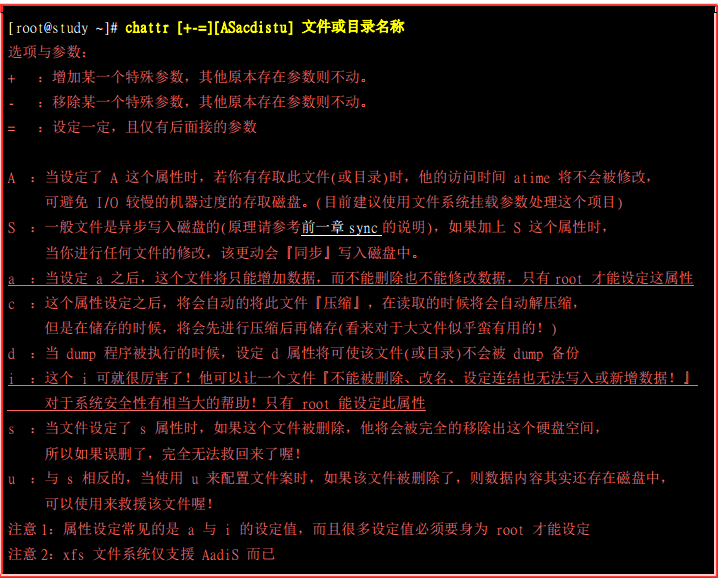 [root@study ~]# chattr [+-=][ASacdistu] 文件或目录名称
选项与参数:
+ ：增加某一个特殊参数，其他原本存在参数则不动。
- ：移除某一个特殊参数，其他原本存在参数则不动。
= ：设定一定，且仅有后面接的参数
A ：当设定了 A 这个属性时，若你有存取此文件(或目录)时，他的访问时间 atime 将不会被修改，
可避免 I/O 较慢的机器过度的存取磁盘。(目前建议使用文件系统挂载参数处理这个项目)
S ：一般文件是异步写入磁盘的(原理请参考前一章 sync 的说明)，如果加上 S 这个属性时，
当你进行任何文件的修改，该更动会『同步』写入磁盘中。
a ：当设定 a 之后，这个文件将只能增加数据，而不能删除也不能修改数据，只有 root 才能设定这属性
c ：这个属性设定之后，将会自动的将此文件『压缩』，在读取的时候将会自动解压缩，
但是在储存的时候，将会先进行压缩后再储存(看来对于大文件似乎蛮有用的！)
d ：当 dump 程序被执行的时候，设定 d 属性将可使该文件(或目录)不会被 dump 备份
i ：这个 i 可就很厉害了！他可以让一个文件『不能被删除、改名、设定连结也无法写入或新增数据！』
对于系统安全性有相当大的帮助！只有 root 能设定此属性
s ：当文件设定了 s 属性时，如果这个文件被删除，他将会被完全的移除出这个硬盘空间，
所以如果误删了，完全无法救回来了喔！
u ：与 s 相反的，当使用 u 来配置文件案时，如果该文件被删除了，则数据内容其实还存在磁盘中，
可以使用来救援该文件喔！
注意 1：属性设定常见的是 a 与 i 的设定值，而且很多设定值必须要身为 root 才能设定
注意 2：xfs 文件系统仅支援 AadiS 而已